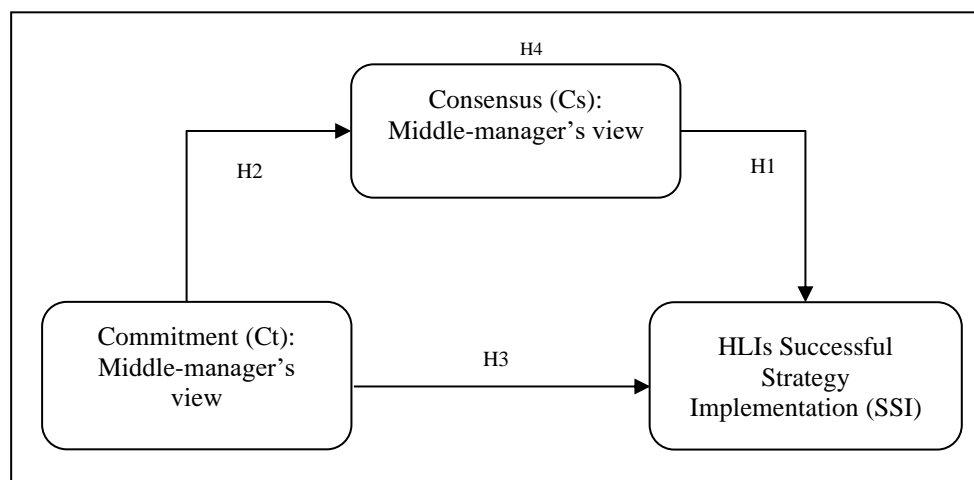 H4
Consensus (Cs):
Middle-manager's view
H2
H1
Commitment (Ct):
Middle-manager's
view
H3
HLIs Successful
Strategy
Implementation (SSI)